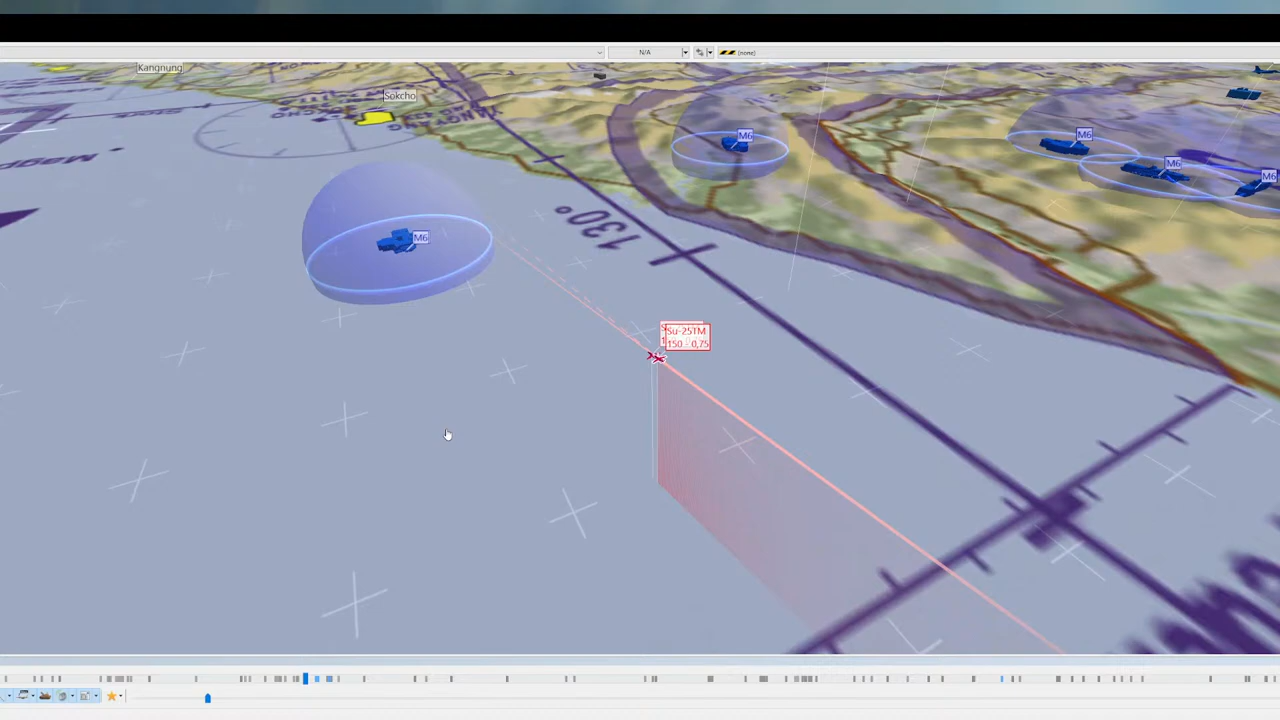 N/A
(none)
Kangnung
Sokcho
M6
M6
M6
M6
M6
130°
Su-25TM
150 - 0,75